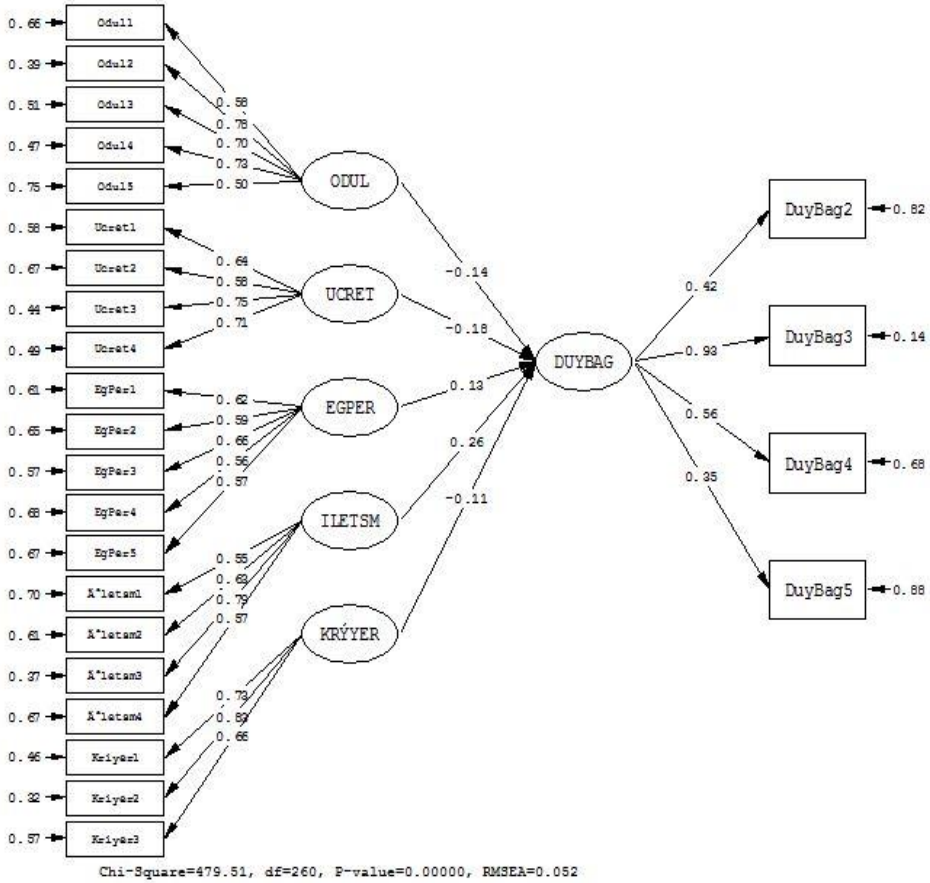 0.66 Odul1
0.39 Odul2
0.51 Odul3
0.47 Odul4
0.75 Odul5
0.58 Ucret1
0.67 Ucret2
0.44 Ucret3
0.49 Ucret4
0.61 EgPer1
0.65 EgPer2
0.57 EgPer3
0.68 EgPer4
0.67 EgPer5
0.70 Ä°letsm1
0.61 Ä°letsm2
0.37 Ä°letsm3
0.67 Ä°letsm4
0.46 Kriyer1
0.32 Kriyer2
0.57 Kriyer3
0.58
0.78
0.70
0.73
0.50
0.64
0.58
0.75
0.71
0.62
0.59
0.66
0.56
0.57
0.55
0.63
0.79
0.57
0.73
0.83
0.66
ODUL
UCRET
EGPER
ILETSM
KRÝYER
-0.14
-0.18
0.13
0.26
-0.11
DUYBAG
0.42
0.93
0.56
0.35
DuyBag2 0.82
DuyBag3 0.14
DuyBag4 0.68
DuyBag5 0.88
Chi-Square=479.51, df=260, P-value=0.00000, RMSEA=0.052